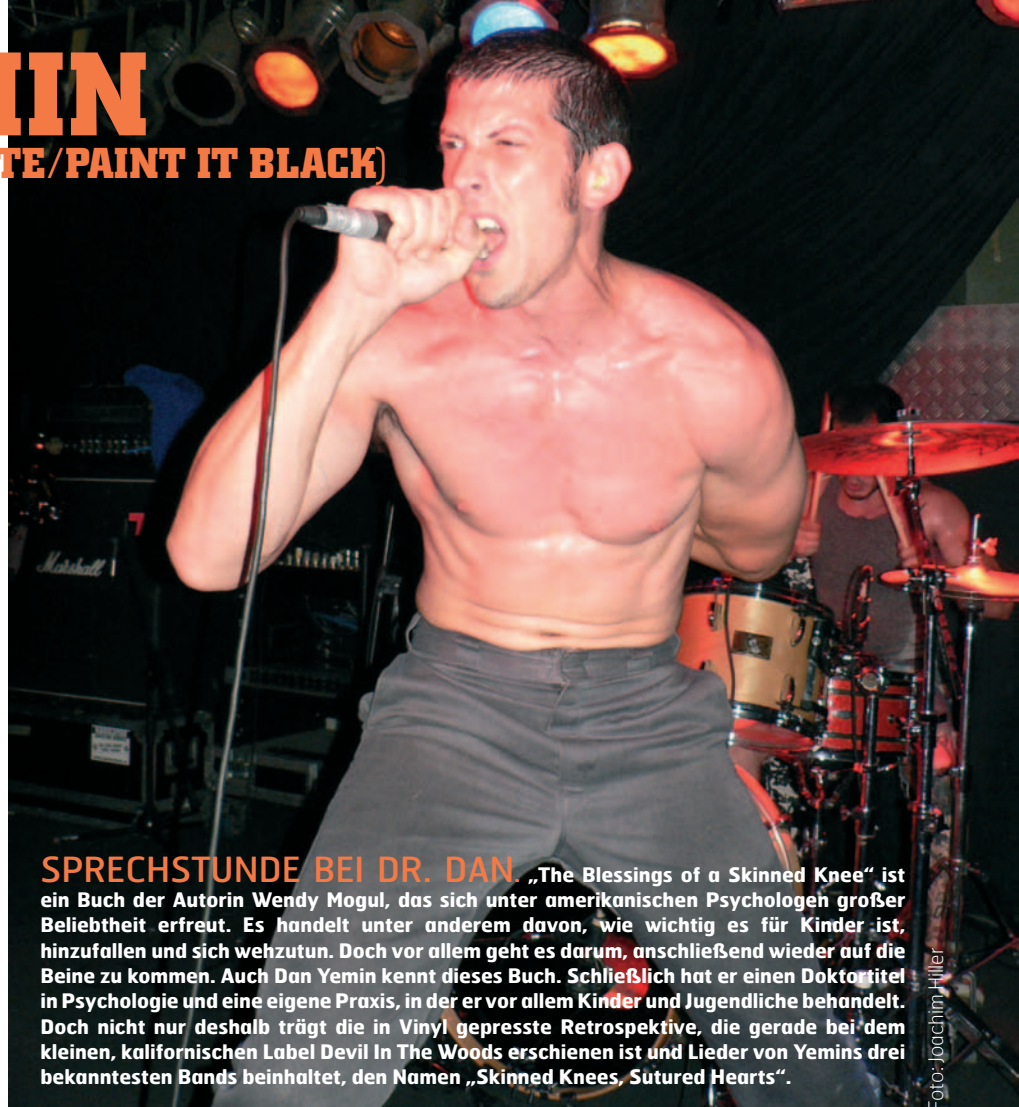 IIN
TE/PAINT IT BLACK)
Marshall
SPRECHSTUNDE BEI DR. DAN. „The Blessings of a Skinned Knee“ ist
ein Buch der Autorin Wendy Mogul, das sich unter amerikanischen Psychologen großer
Beliebtheit erfreut. Es handelt unter anderem davon, wie wichtig es für Kinder ist,
hinzufallen und sich wehzutun. Doch vor allem geht es darum, anschließend wieder auf die
Beine zu kommen. Auch Dan Yemin kennt dieses Buch. Schließlich hat er einen Doktortitel
in Psychologie und eine eigene Praxis, in der er vor allem Kinder und Jugendliche behandelt.
Doch nicht nur deshalb trägt die in Vinyl gepresste Retrospektive, die gerade bei dem
kleinen, kalifornischen Label Devil In The Woods erschienen ist und Lieder von Yemins drei
bekanntesten Bands beinhaltet, den Namen „Skinned Knees, Sutured Hearts“.
Foto: Joachim Hiller